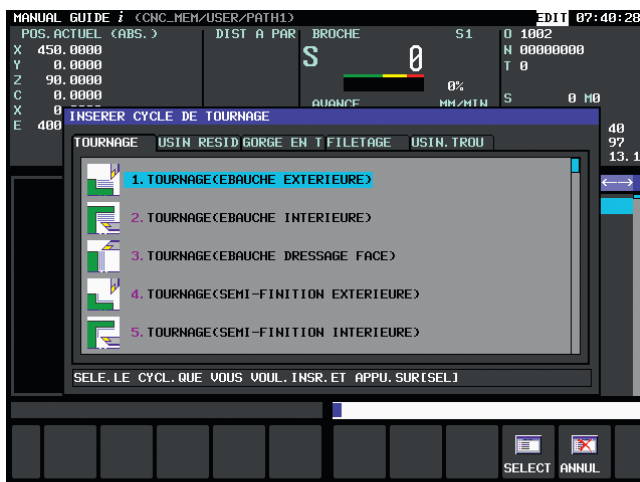 MANUAL GUIDE i (CNC_MEM/USER/PATH1) EDIT 07:40:28
POS.ACTUEL (ABS.) DIST A PAR BROCHE S1 O 1002
X 450.0000 S 0 N 00000000
Y 0.0000 T 0
Z 90.0000 0%
C 0.0000 S 0 M0
X 0 AVANCE MM/MIN
E 400
INSERER CYCLE DE TOURNAGE
40
97
13.1
TOURNAGE USIN RESID GORGE EN T FILETAGE USIN.TROU
1.TOURNAGE(EBAUCHE EXTERIEURE)
2.TOURNAGE(EBAUCHE INTERIEURE)
3.TOURNAGE(EBAUCHE DRESSAGE FACE)
4.TOURNAGE(SEMI-FINITION EXTERIEURE)
5.TOURNAGE(SEMI-FINITION INTERIEURE)
SELE.LE CYCL.QUE VOUS VOUL.INSR.ET APPU.SUR[SEL]
SELECT ANNUL